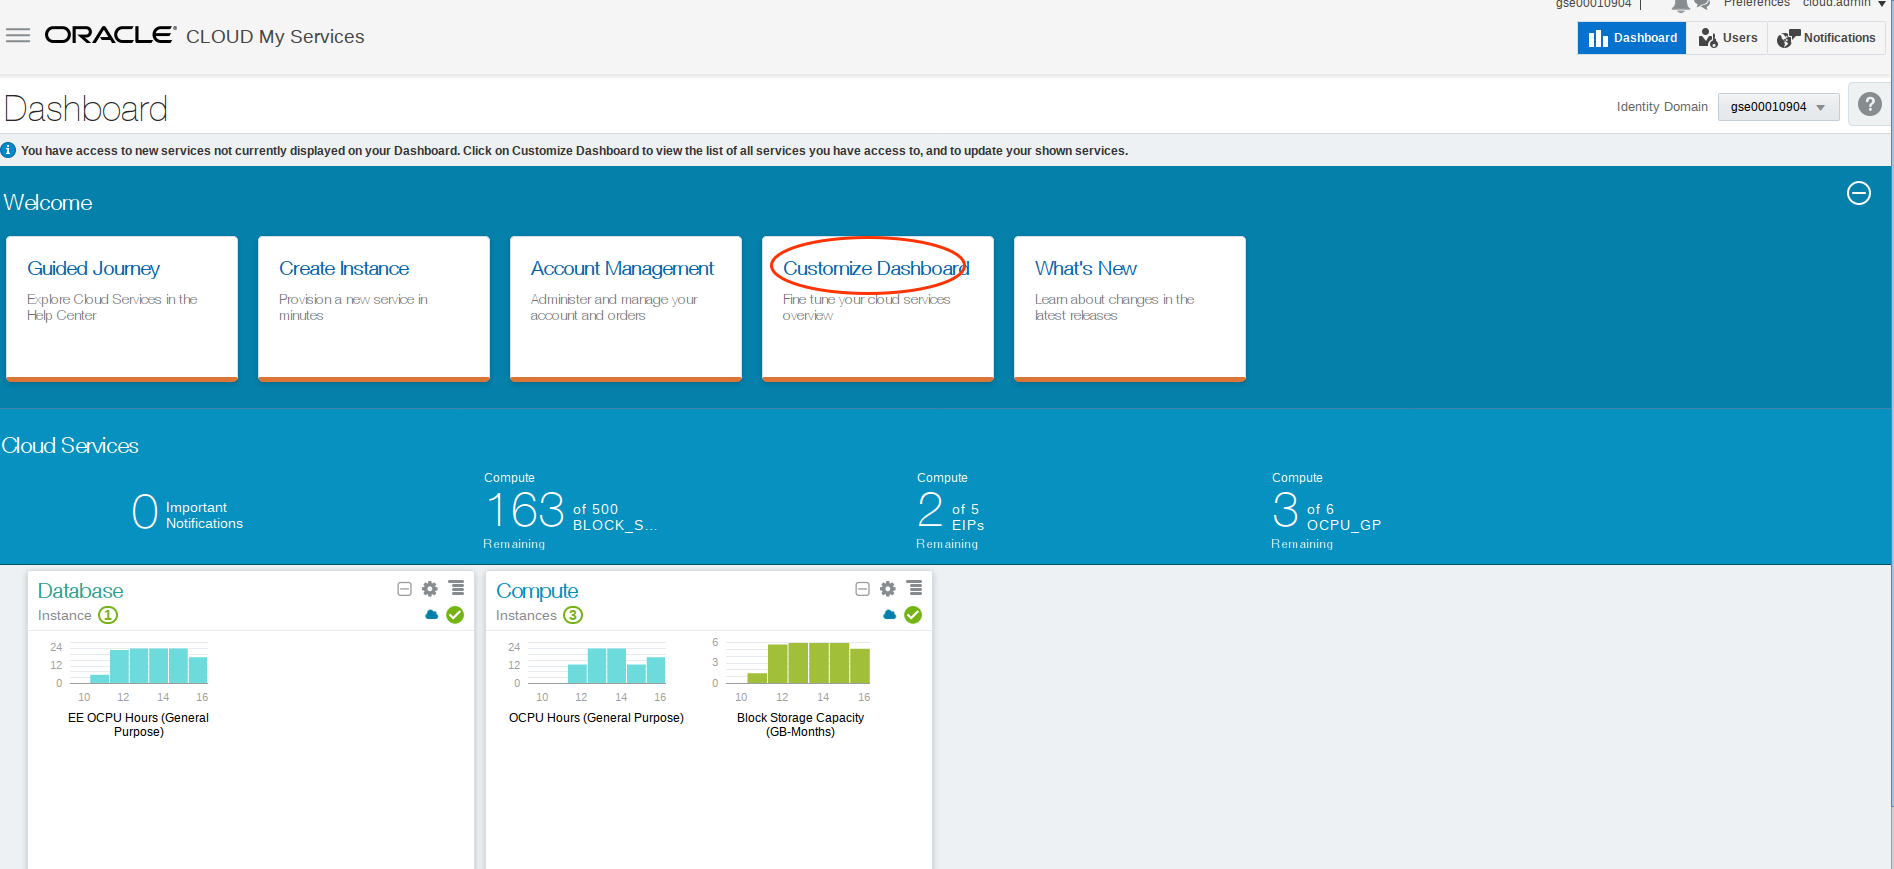 gse00010904 | Preferences cloud.admin
ORACLE CLOUD My Services
Dashboard Users Notifications
Dashboard
Identity Domain gse00010904 ?
i You have access to new services not currently displayed on your Dashboard. Click on Customize Dashboard to view the list of all services you have access to, and to update your shown services.
Welcome
Guided Journey
Explore Cloud Services in the
Help Center
Create Instance
Provision a new service in
minutes
Account Management
Administer and manage your
account and orders
Customize Dashboard
Fine tune your cloud services
overview
What's New
Learn about changes in the
latest releases
Cloud Services
0 Important
Notifications
Compute
163 of 500
BLOCK_S...
Remaining
Compute
2 of 5
EIPs
Remaining
Compute
3 of 6
OCPU_GP
Remaining
Database
Instance 1
24
12
0
10 12 14 16
EE OCPU Hours (General
Purpose)
Compute
Instances 3
24
12
0
10 12 14 16
OCPU Hours (General Purpose)
6
3
0
10 12 14 16
Block Storage Capacity
(GB-Months)